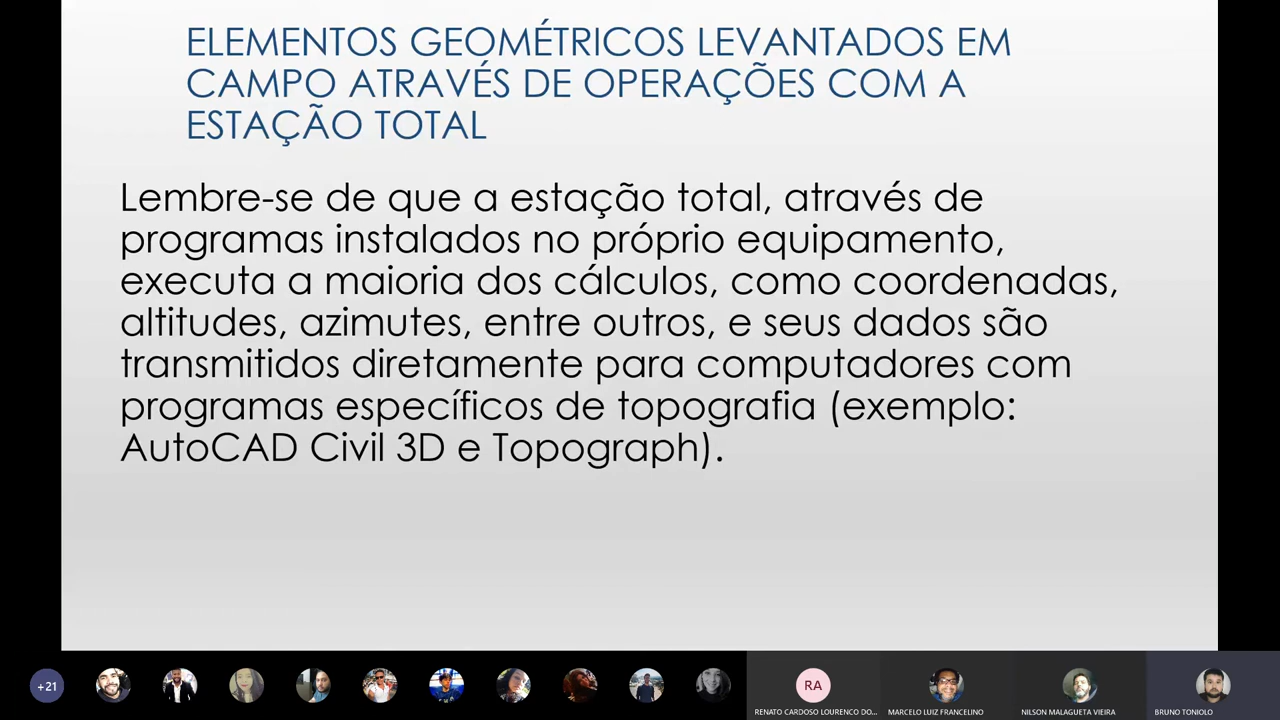 ELEMENTOS GEOMÉTRICOS LEVANTADOS EM
CAMPO ATRAVÉS DE OPERAÇÕES COM A
ESTAÇÃO TOTAL
Lembre-se de que a estação total, através de
programas instalados no próprio equipamento,
executa a maioria dos cálculos, como coordenadas,
altitudes, azimutes, entre outros, e seus dados são
transmitidos diretamente para computadores com
programas específicos de topografia (exemplo:
AutoCAD Civil 3D e Topograph).
+21
RA
RENATO CARDOSO LOURENCO DO...
MARCELO LUIZ FRANCELINO
NILSON MALAGUETA VIEIRA
BRUNO TONIOLO